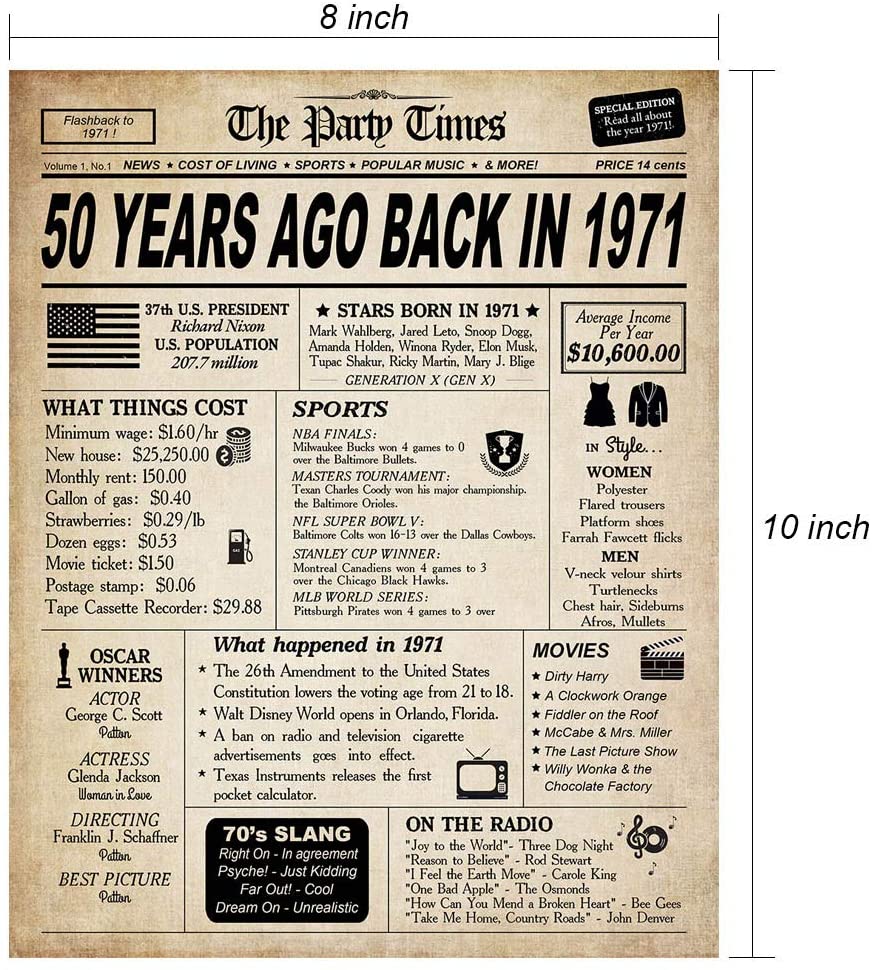 8 inch
Flashback to
1971 !
The Party Times
SPECIAL EDITION
Read all about
the year 1971!
Volume 1, No.1 NEWS ★ COST OF LIVING ★ SPORTS ★ POPULAR MUSIC ★ & MORE! PRICE 14 cents
50 YEARS AGO BACK IN 1971
37th U.S. PRESIDENT
Richard Nixon
U.S. POPULATION
207.7 million
★ STARS BORN IN 1971 ★
Mark Wahlberg, Jared Leto, Snoop Dogg,
Amanda Holden, Winona Ryder, Elon Musk,
Tupac Shakur, Ricky Martin, Mary J. Blige
GENERATION X (GEN X)
Average Income
Per Year
$10,600.00
WHAT THINGS COST
Minimum wage: $1.60/hr
New house: $25,250.00
Monthly rent: 150.00
Gallon of gas: $0.40
Strawberries: $0.29/lb
Dozen eggs: $0.53
Movie ticket: $1.50
Postage stamp: $0.06
Tape Cassette Recorder: $29.88
GAS
SPORTS
NBA FINALS:
Milwaukee Bucks won 4 games to 0
over the Baltimore Bullets.
MASTERS TOURNAMENT:
Texan Charles Coody won his major championship.
the Baltimore Orioles.
NFL SUPER BOWL V:
Baltimore Colts won 16-13 over the Dallas Cowboys.
STANLEY CUP WINNER:
Montreal Canadiens won 4 games to 3
over the Chicago Black Hawks.
MLB WORLD SERIES:
Pittsburgh Pirates won 4 games to 3 over
IN Style...
WOMEN
Polyester
Flared trousers
Platform shoes
Farrah Fawcett flicks
MEN
V-neck velour shirts
Turtlenecks
Chest hair, Sideburns
Afros, Mullets
10 inch
OSCAR
WINNERS
ACTOR
George C. Scott
Patton
ACTRESS
Glenda Jackson
Woman in Love
DIRECTING
Franklin J. Schaffner
Patton
BEST PICTURE
Patton
What happened in 1971
★ The 26th Amendment to the United States
Constitution lowers the voting age from 21 to 18.
★ Walt Disney World opens in Orlando, Florida.
★ A ban on radio and television cigarette
advertisements goes into effect.
★ Texas Instruments releases the first
pocket calculator.
MOVIES
★ Dirty Harry
★ A Clockwork Orange
★ Fiddler on the Roof
★ McCabe & Mrs. Miller
★ The Last Picture Show
★ Willy Wonka & the
Chocolate Factory
70's SLANG
Right On - In agreement
Psyche! - Just Kidding
Far Out! - Cool
Dream On - Unrealistic
ON THE RADIO
"Joy to the World"- Three Dog Night
"Reason to Believe" - Rod Stewart
"I Feel the Earth Move" - Carole King
"One Bad Apple" - The Osmonds
"How Can You Mend a Broken Heart" - Bee Gees
"Take Me Home, Country Roads" - John Denver